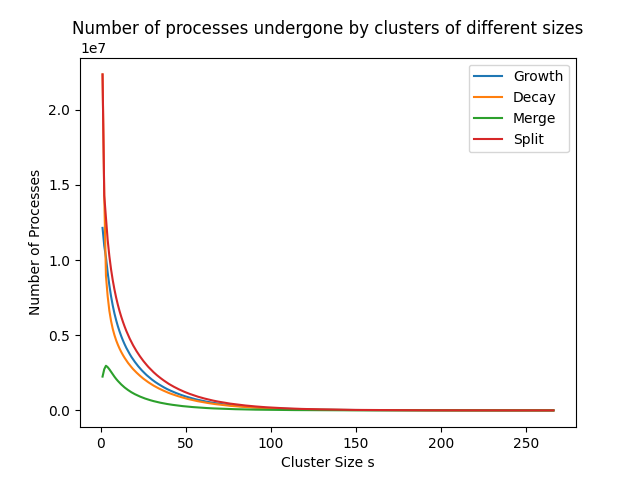 Number of processes undergone by clusters of different sizes
1e7
Growth
Decay
Merge
Split
2.0
1.5
1.0
0.5
0.0
Number of Processes
0 50 100 150 200 250
Cluster Size s